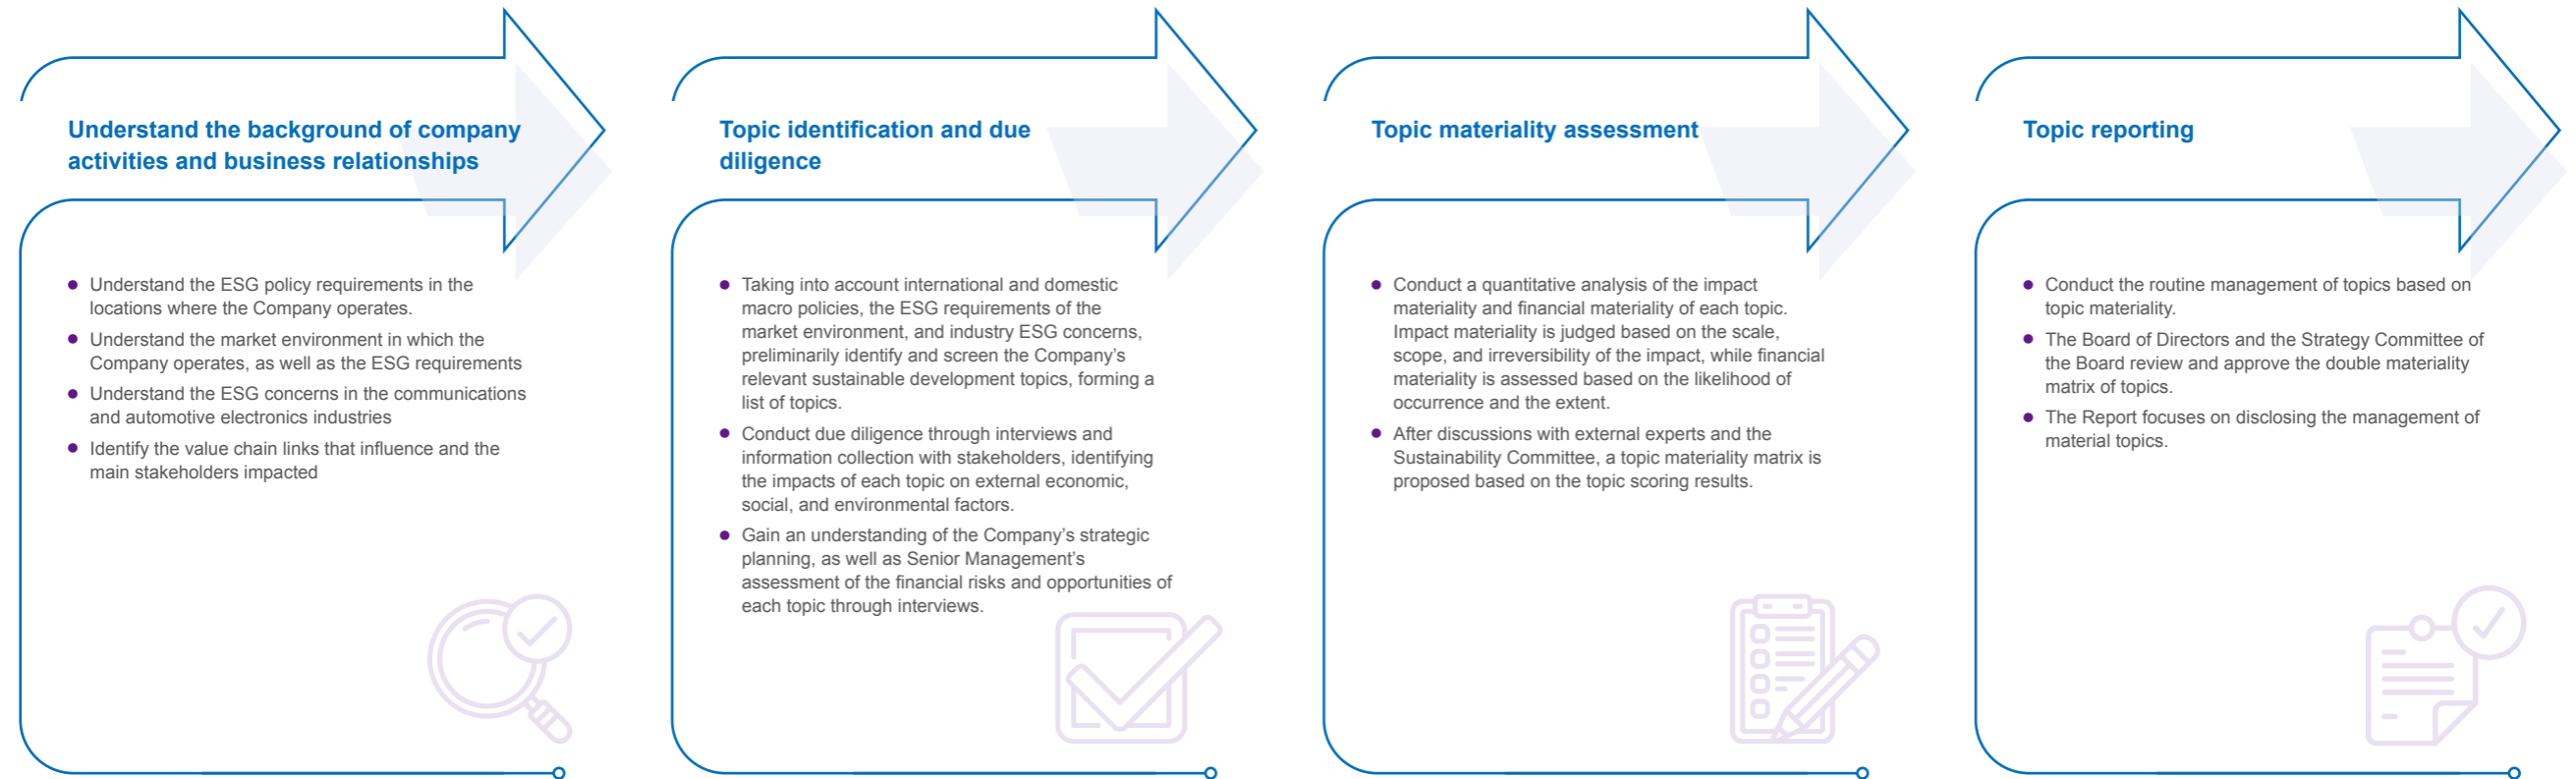 Understand the background of company
activities and business relationships
● Understand the ESG policy requirements in the
locations where the Company operates.
● Understand the market environment in which the
Company operates, as well as the ESG requirements
● Understand the ESG concerns in the communications
and automotive electronics industries
● Identify the value chain links that influence and the
main stakeholders impacted
Topic identification and due
diligence
● Taking into account international and domestic
macro policies, the ESG requirements of the
market environment, and industry ESG concerns,
preliminarily identify and screen the Company’s
relevant sustainable development topics, forming a
list of topics.
● Conduct due diligence through interviews and
information collection with stakeholders, identifying
the impacts of each topic on external economic,
social, and environmental factors.
● Gain an understanding of the Company’s strategic
planning, as well as Senior Management’s
assessment of the financial risks and opportunities of
each topic through interviews.
Topic materiality assessment
● Conduct a quantitative analysis of the impact
materiality and financial materiality of each topic.
Impact materiality is judged based on the scale,
scope, and irreversibility of the impact, while financial
materiality is assessed based on the likelihood of
occurrence and the extent.
● After discussions with external experts and the
Sustainability Committee, a topic materiality matrix is
proposed based on the topic scoring results.
Topic reporting
● Conduct the routine management of topics based on
topic materiality.
● The Board of Directors and the Strategy Committee of
the Board review and approve the double materiality
matrix of topics.
● The Report focuses on disclosing the management of
material topics.